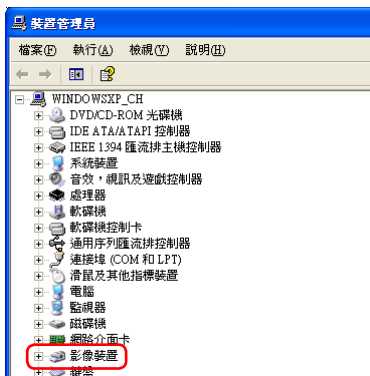 裝置管理員
檔案(F) 執行(A) 檢視(V) 說明(H)
WINDOWSXP_CH
DVD/CD-ROM 光碟機
IDE ATA/ATAPI 控制器
IEEE 1394 匯流排主機控制器
系統裝置
音效，視訊及遊戲控制器
處理器
軟碟機
軟碟機控制卡
通用序列匯流排控制器
連接埠 (COM 和 LPT)
滑鼠及其他指標裝置
電腦
監視器
磁碟機
網路介面卡
影像裝置
鍵盤